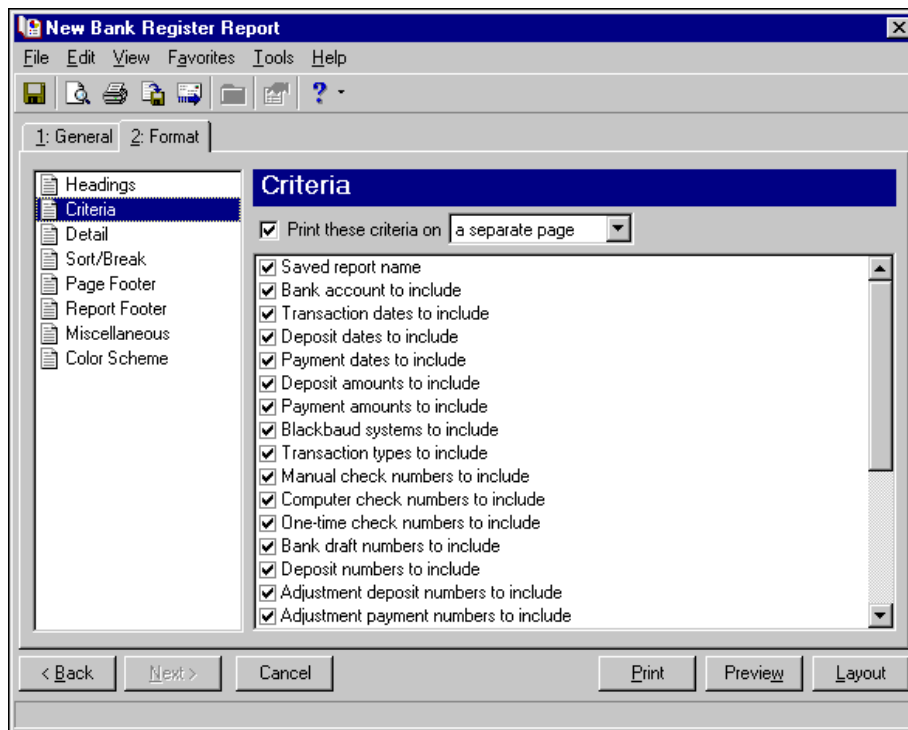 New Bank Register Report
File Edit View Favorites Tools Help
1: General 2: Format
Headings
Criteria
Detail
Sort/Break
Page Footer
Report Footer
Miscellaneous
Color Scheme
Criteria
Print these criteria on a separate page
Saved report name
Bank account to include
Transaction dates to include
Deposit dates to include
Payment dates to include
Deposit amounts to include
Payment amounts to include
Blackbaud systems to include
Transaction types to include
Manual check numbers to include
Computer check numbers to include
One-time check numbers to include
Bank draft numbers to include
Deposit numbers to include
Adjustment deposit numbers to include
Adjustment payment numbers to include
< Back Next > Cancel Print Preview Layout